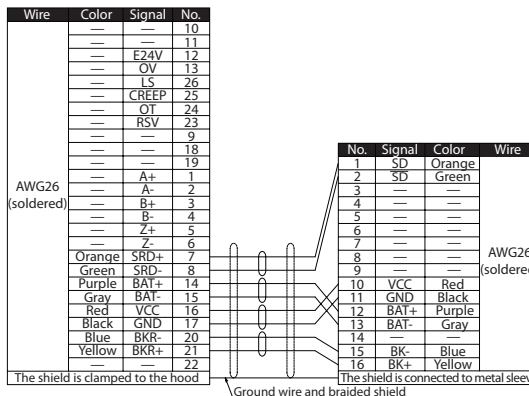 Wire Color Signal No.
— — 10
— — 11
— E24V 12
— OV 13
— LS 26
— CREEP 25
— OT 24
— RSV 23
— — 9
— — 18
— — 19
AWG26 (soldered)
— A+ 1
— A- 2
— B+ 3
— B- 4
— Z+ 5
— Z- 6
Orange SRD+ 7
Green SRD- 8
Purple BAT+ 14
Gray BAT- 15
Red VCC 16
Black GND 17
Blue BKR- 20
Yellow BKR+ 21
— — 22
The shield is clamped to the hood
No. Signal Color Wire
1 SD Orange
2 S̅D̅ Green
3 — —
4 — —
5 — —
6 — —
7 — —
8 — —
9 — —
AWG26
(soldered)
10 VCC Red
11 GND Black
12 BAT+ Purple
13 BAT- Gray
14 — —
15 BK- Blue
16 BK+ Yellow
The shield is connected to metal sleev
Ground wire and braided shield